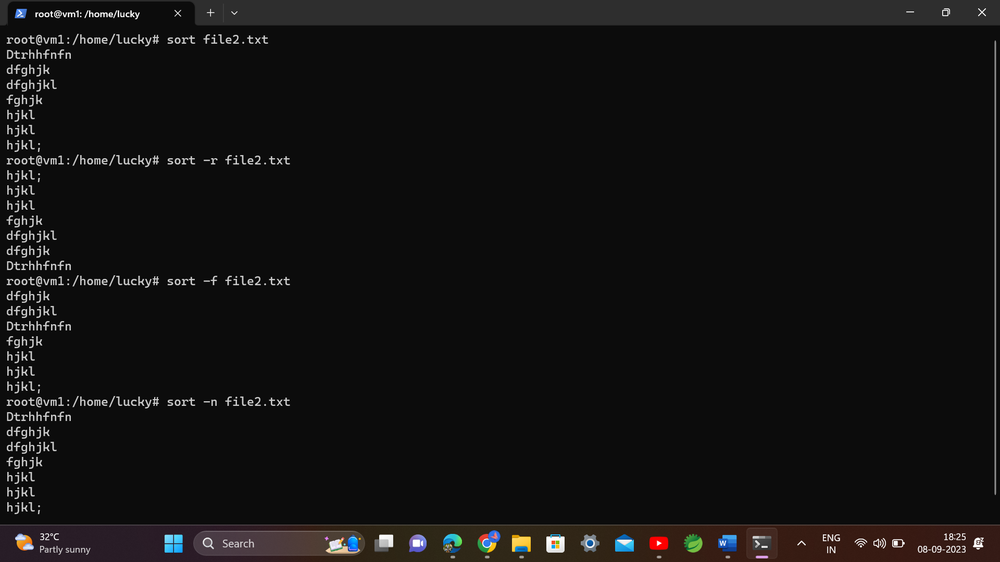 root@vm1: /home/lucky
root@vm1:/home/lucky# sort file2.txt
Dtrhhfnfn
dfghjk
dfghjkl
fghjk
hjkl
hjkl
hjkl;
root@vm1:/home/lucky# sort -r file2.txt
hjkl;
hjkl
hjkl
fghjk
dfghjkl
dfghjk
Dtrhhfnfn
root@vm1:/home/lucky# sort -f file2.txt
dfghjk
dfghjkl
Dtrhhfnfn
fghjk
hjkl
hjkl
hjkl;
root@vm1:/home/lucky# sort -n file2.txt
Dtrhhfnfn
dfghjk
dfghjkl
fghjk
hjkl
hjkl
hjkl;
32°C
Partly sunny
Search
ENG
IN
18:25
08-09-2023